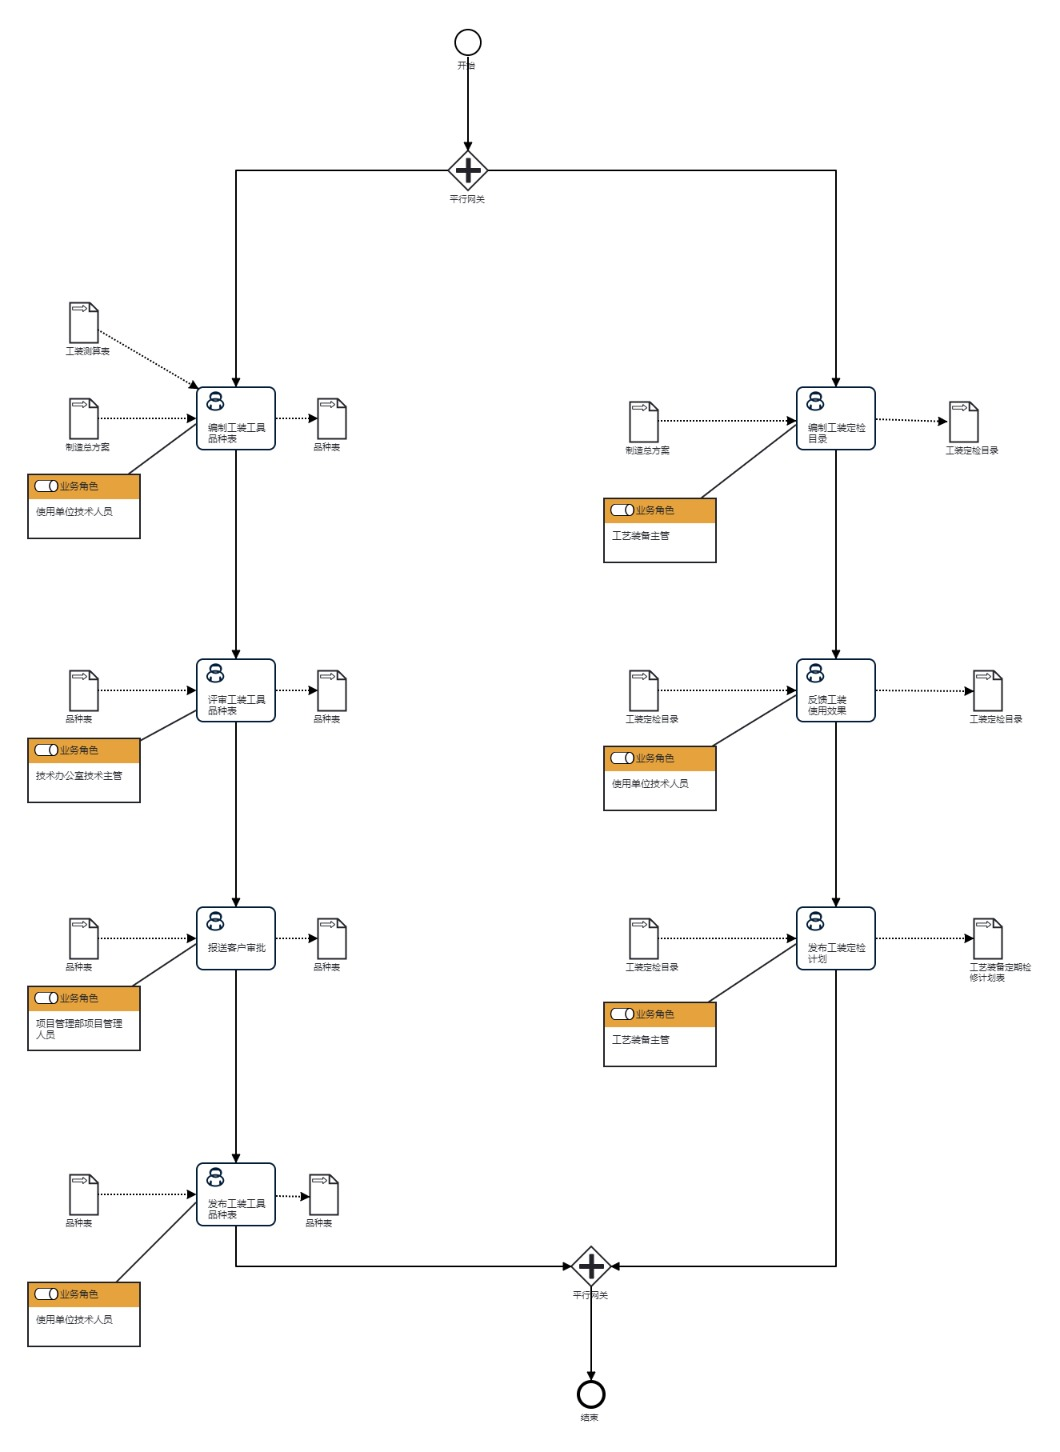 开始
平行网关
工装测算表
制造总方案
编制工装工具
品种表
品种表
业务角色
使用单位技术人员
制造总方案
编制工装定检
目录
工装定检目录
业务角色
工艺装备主管
品种表
评审工装工具
品种表
品种表
业务角色
技术办公室技术主管
工装定检目录
反馈工装
使用效果
工装定检目录
业务角色
使用单位技术人员
品种表
报送客户审批
品种表
业务角色
项目管理部项目管理
人员
工装定检目录
发布工装定检
计划
工艺装备定期检
修计划表
业务角色
工艺装备主管
品种表
发布工装工具
品种表
品种表
业务角色
使用单位技术人员
平行网关
结束